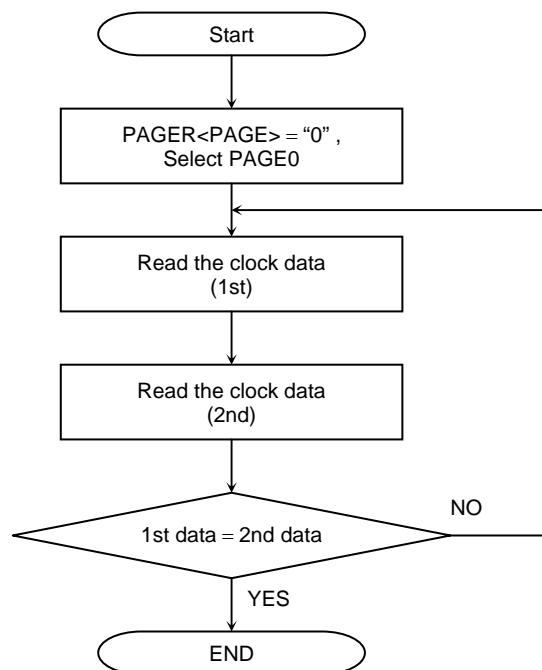 Start
PAGER<PAGE> = “0” ,
Select PAGE0
Read the clock data
(1st)
Read the clock data
(2nd)
1st data = 2nd data
NO
YES
END